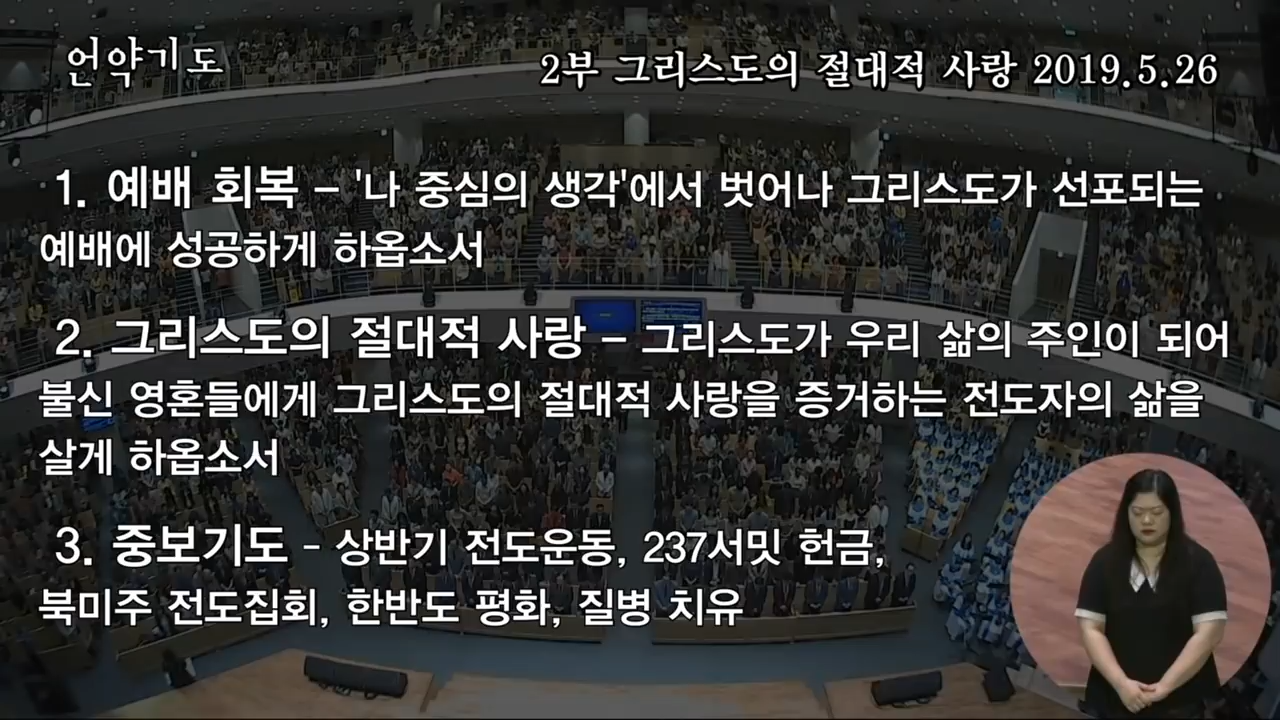 언약기도
2부 그리스도의 절대적 사랑 2019.5.26
1. 예배 회복 – '나 중심의 생각'에서 벗어나 그리스도가 선포되는
예배에 성공하게 하옵소서
2. 그리스도의 절대적 사랑 – 그리스도가 우리 삶의 주인이 되어
불신 영혼들에게 그리스도의 절대적 사랑을 증거하는 전도자의 삶을
살게 하옵소서
3. 중보기도 - 상반기 전도운동, 237서밋 헌금,
북미주 전도집회, 한반도 평화, 질병 치유